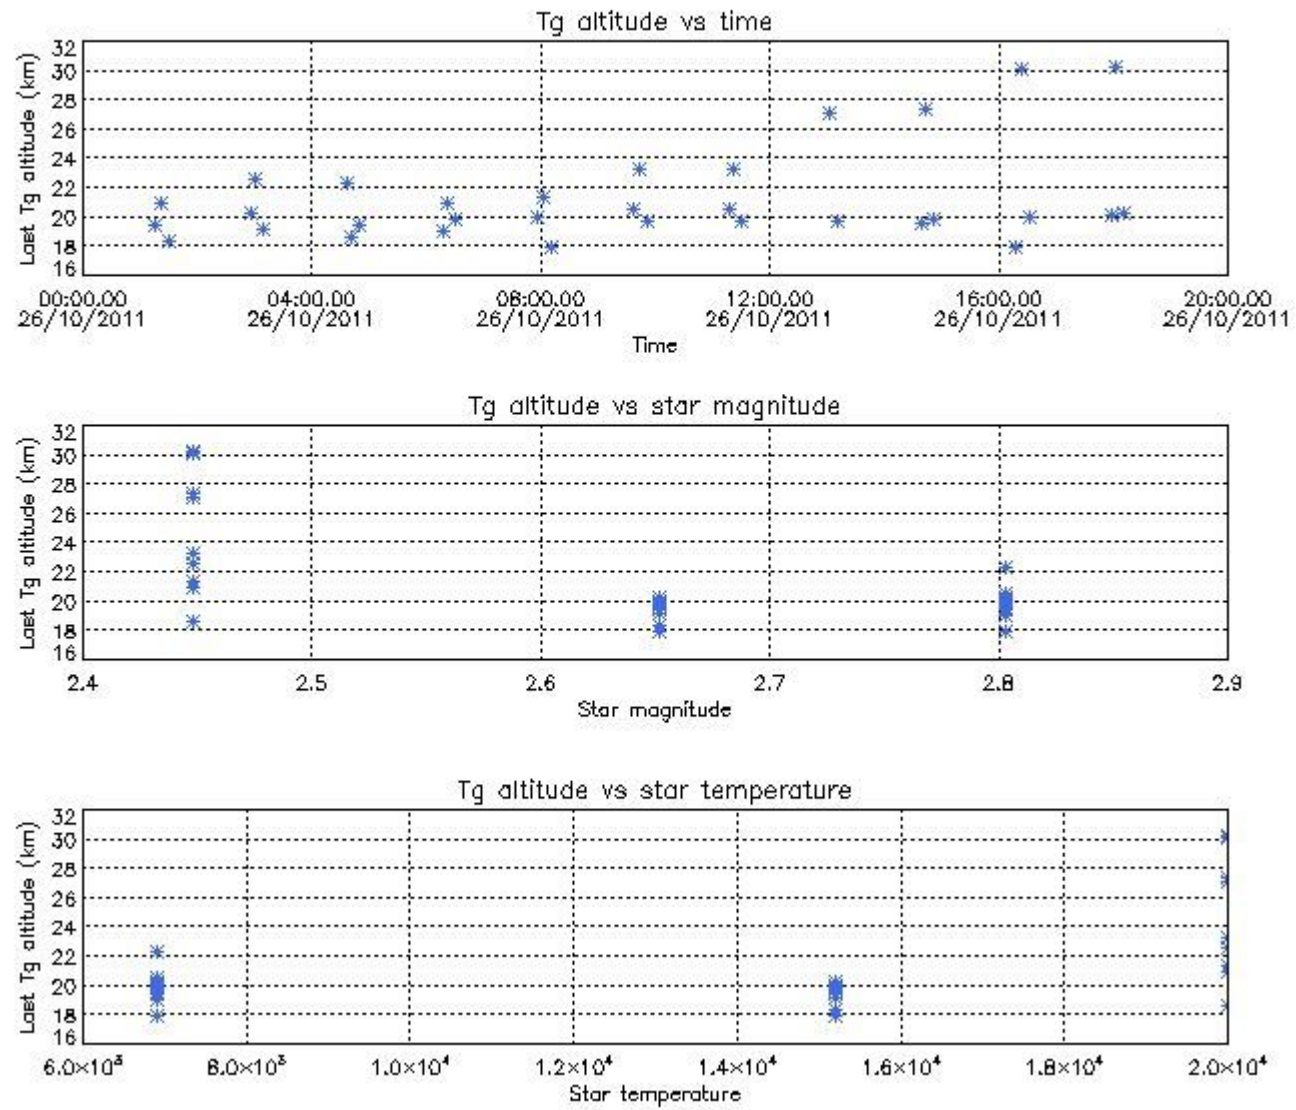 Tg altitude vs time
Last Tg altitude (km)
32
30
28
26
24
22
20
18
16
00:00.00 04:00.00 08:00.00 12:00.00 16:00.00 20:00.00
26/10/2011 26/10/2011 26/10/2011 26/10/2011 26/10/2011 26/10/2011
Time
Tg altitude vs star magnitude
Last Tg altitude (km)
32
30
28
26
24
22
20
18
16
2.4 2.5 2.6 2.7 2.8 2.9
Star magnitude
Tg altitude vs star temperature
Last Tg altitude (km)
32
30
28
26
24
22
20
18
16
6.0×10³ 8.0×10³ 1.0×10⁴ 1.2×10⁴ 1.4×10⁴ 1.6×10⁴ 1.8×10⁴ 2.0×10⁴
Star temperature